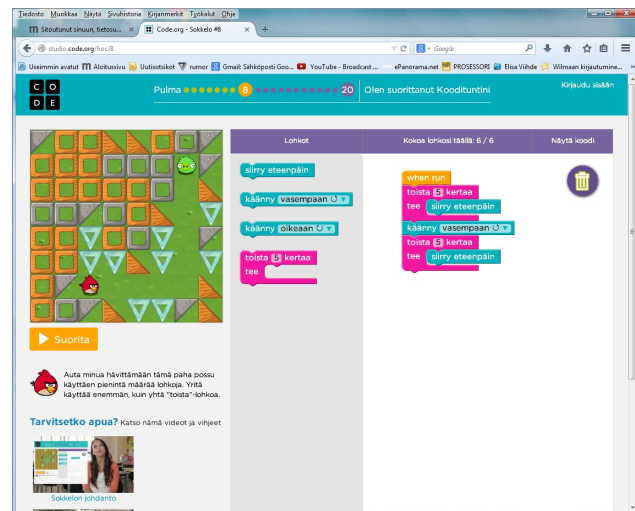 Tiedosto Muokkaa Näytä Sivuhistoria Kirjanmerkit Työkalut Ohje
Sitoutunut sinuun, tietosu... × Code.org - Sokkelo #8 × +
studio.code.org/hoc/8 Google
Useimmin avatut Aloitussivu Uutisotsikot rumor Gmail: Sähköposti Goo... YouTube - Broadcast ... ePanorama.net PROSESSORI Elisa Viihde Wilmaan kirjautumine... »
C O
D E
Pulma 8 20 Olen suorittanut Koodituntini
Kirjaudu sisään
Lohkot Kokoa lohkosi täällä: 6 / 6 Näytä koodi
siirry eteenpäin
käänny vasempaan
käänny oikeaan
toista 5 kertaa
tee
when run
toista 5 kertaa
tee siirry eteenpäin
käänny vasempaan
toista 5 kertaa
tee siirry eteenpäin
Suorita
Auta minua hävittämään tämä paha possu
käyttäen pienintä määrää lohkoja. Yritä
käyttää enemmän, kuin yhtä "toista"-lohkoa.
Tarvitsetko apua? Katso nämä videot ja vihjeet
Sokkelon johdanto